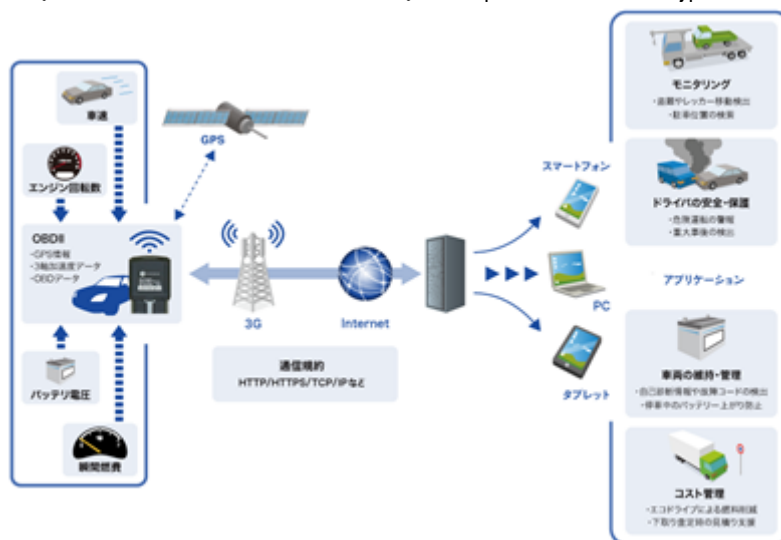 車速
エンジン回転数
OBDII
・GPS情報
・3軸加速度データ
・OBDデータ
バッテリ電圧
瞬間燃費
GPS
3G
Internet
通信規約
HTTP/HTTPS/TCP/IPなど
スマートフォン
PC
タブレット
モニタリング
・盗難やレッカー移動検出
・駐車位置の検索
ドライバの安全・保護
・危険運転の警報
・重大事後の検出
アプリケーション
車両の維持・管理
・自己診断情報や故障コードの検出
・停車中のバッテリー上がり防止
コスト管理
・エコドライブによる燃料削減
・下取り査定時の見積り支援